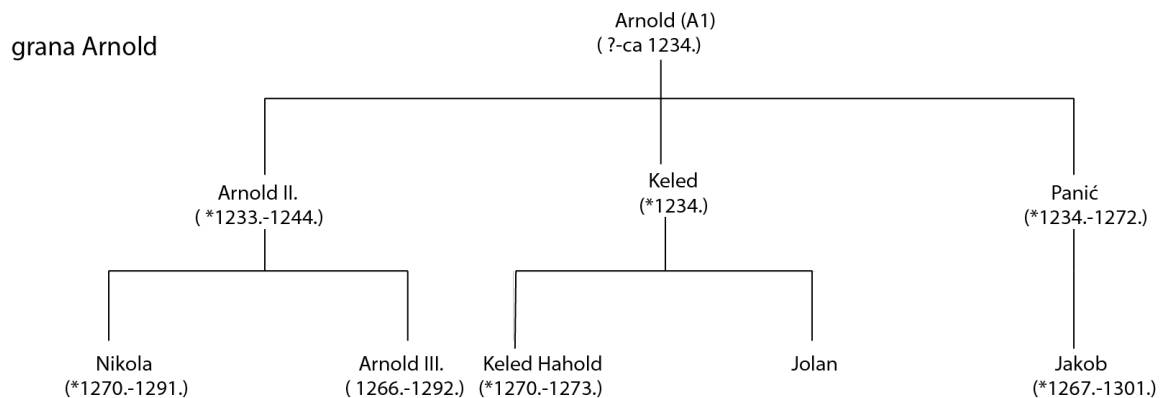 Arnold (A1)
( ?-ca 1234.)
grana Arnold
Arnold II.
( *1233.-1244.)
Keled
(*1234.)
Panić
(*1234.-1272.)
Nikola
(*1270.-1291.)
Arnold III.
( 1266.-1292.)
Keled Hahold
(*1270.-1273.)
Jolan
Jakob
(*1267.-1301.)